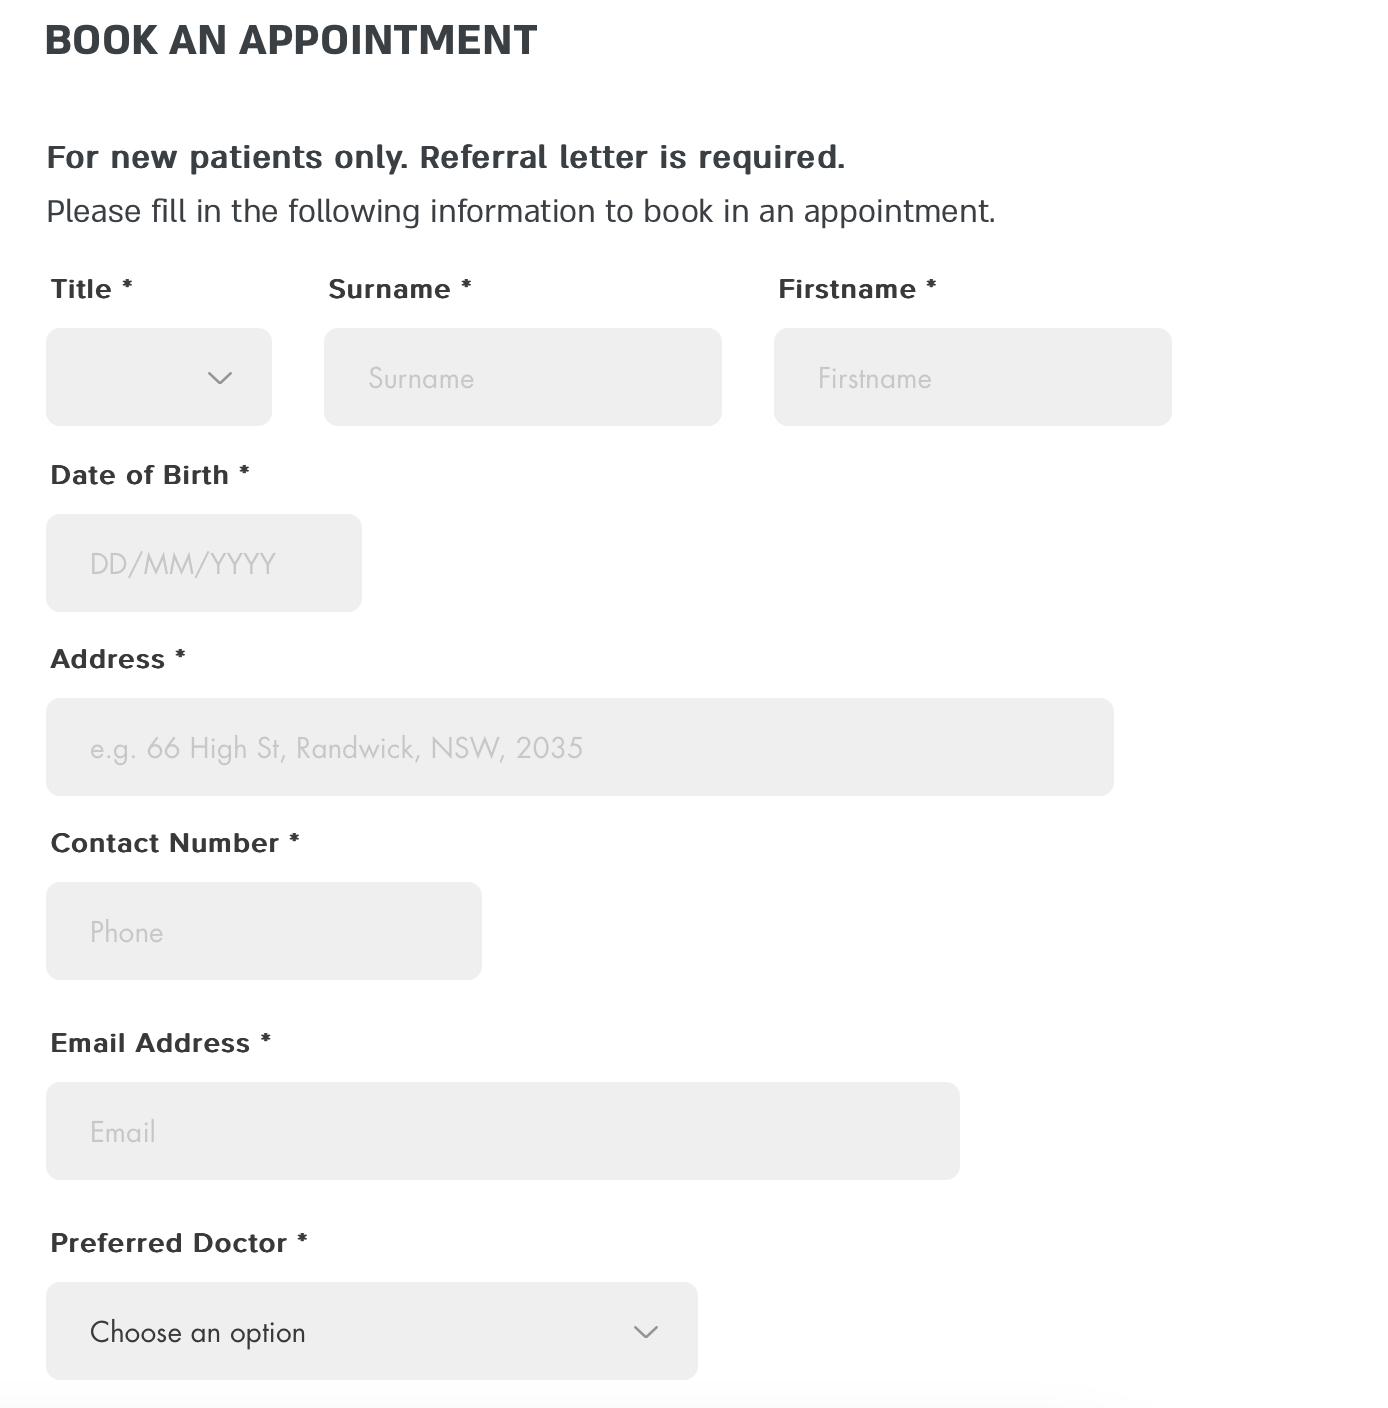 BOOK AN APPOINTMENT
For new patients only. Referral letter is required.
Please fill in the following information to book in an appointment.
Title * Surname * Firstname *
Surname Firstname
Date of Birth *
DD/MM/YYYY
Address *
e.g. 66 High St, Randwick, NSW, 2035
Contact Number *
Phone
Email Address *
Email
Preferred Doctor *
Choose an option